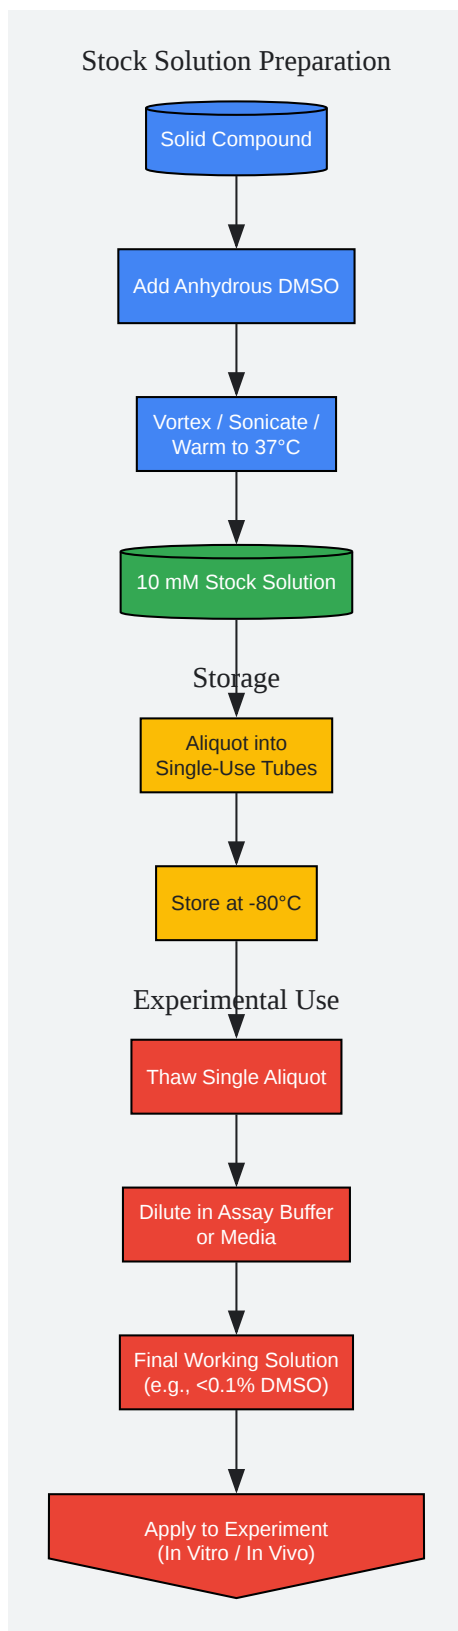 Stock Solution Preparation
Solid Compound
Add Anhydrous DMSO
Vortex / Sonicate /
Warm to 37°C
10 mM Stock Solution
Storage
Aliquot into
Single-Use Tubes
Store at -80°C
Experimental Use
Thaw Single Aliquot
Dilute in Assay Buffer
or Media
Final Working Solution
(e.g., <0.1% DMSO)
Apply to Experiment
(In Vitro / In Vivo)